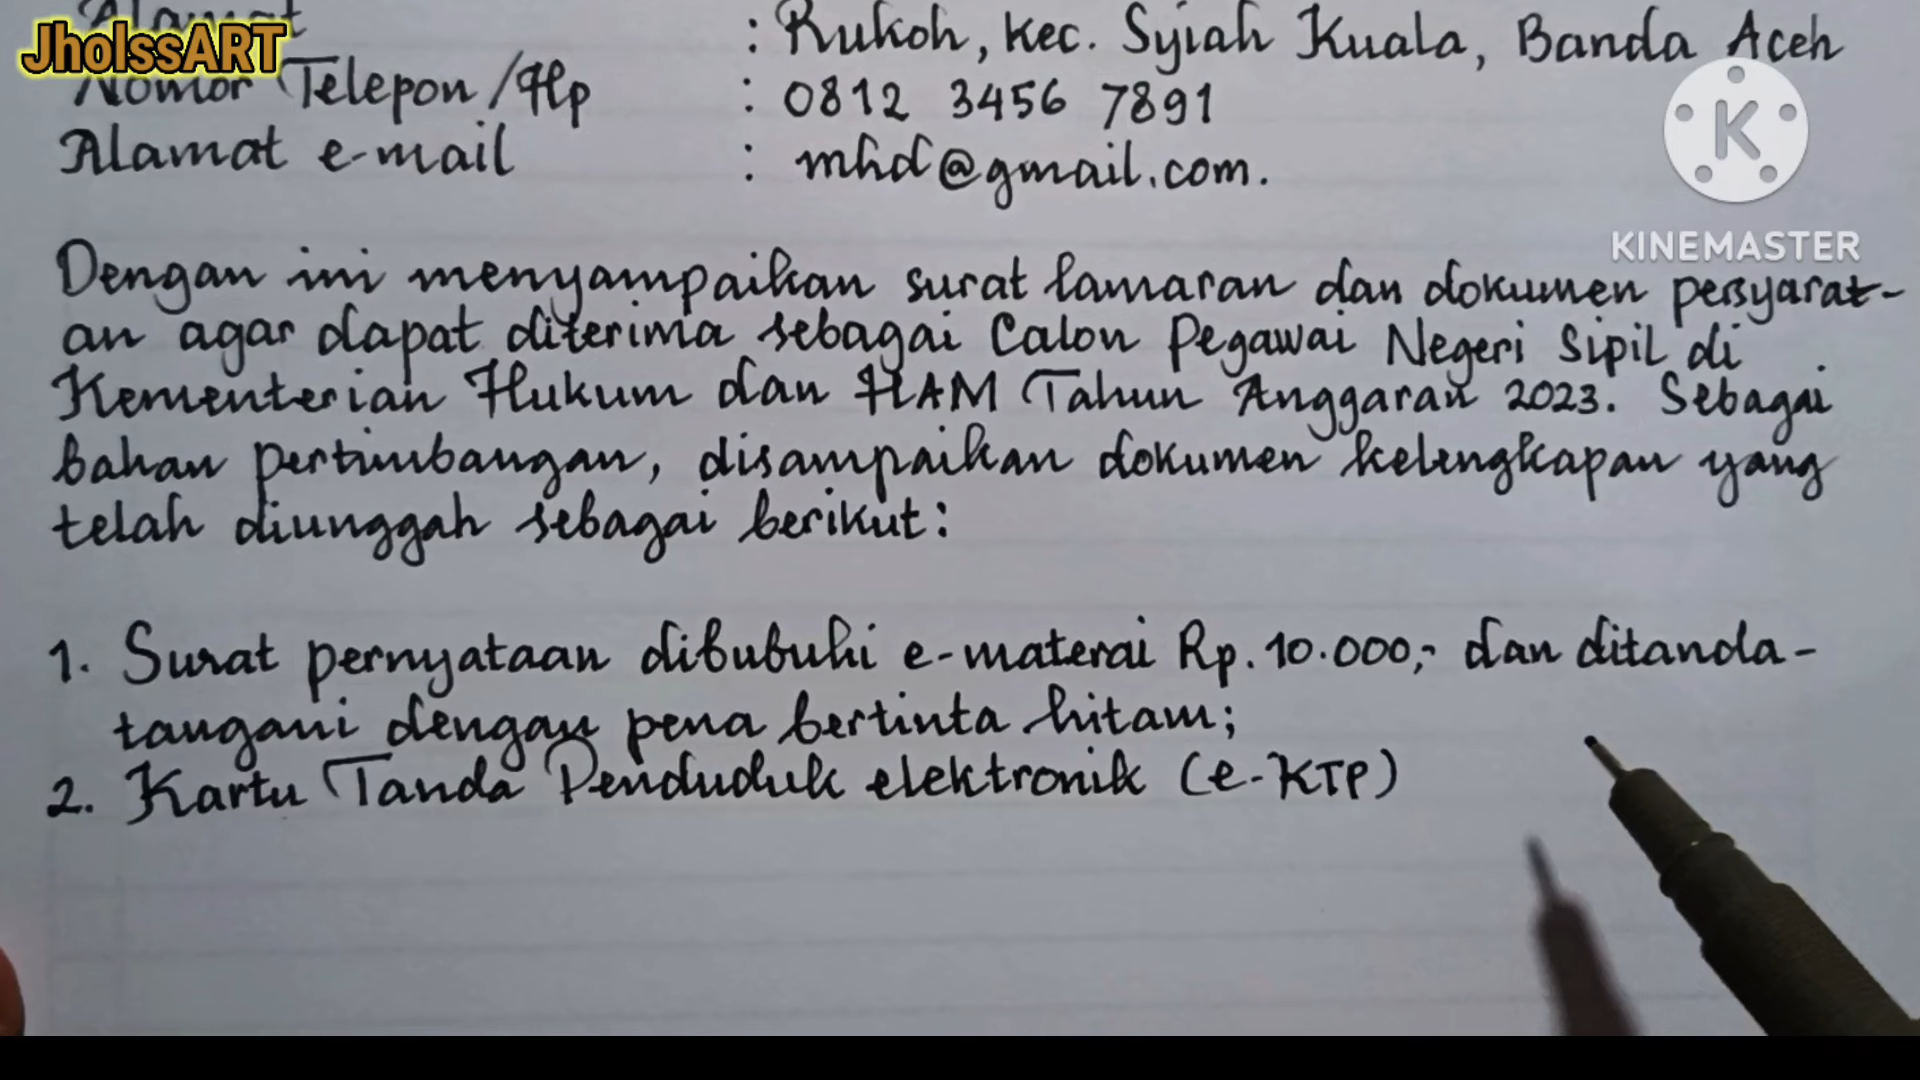 JholssART
Alamat : Rukoh, Kec. Syiah Kuala, Banda Aceh
Nomor Telepon/Hp : 0812 3456 7891
Alamat e-mail : mhd@gmail.com.
K
KINEMASTER
Dengan ini menyampaikan surat lamaran dan dokumen persyarat-
an agar dapat diterima sebagai Calon Pegawai Negeri Sipil di
Kementerian Hukum dan HAM Tahun Anggaran 2023. Sebagai
bahan pertimbangan, disampaikan dokumen kelengkapan yang
telah diunggah sebagai berikut:
1. Surat pernyataan dibubuhi e-materai Rp. 10.000,- dan ditanda-
tangani dengan pena bertinta hitam;
2. Kartu Tanda Penduduk elektronik (e-KTP)